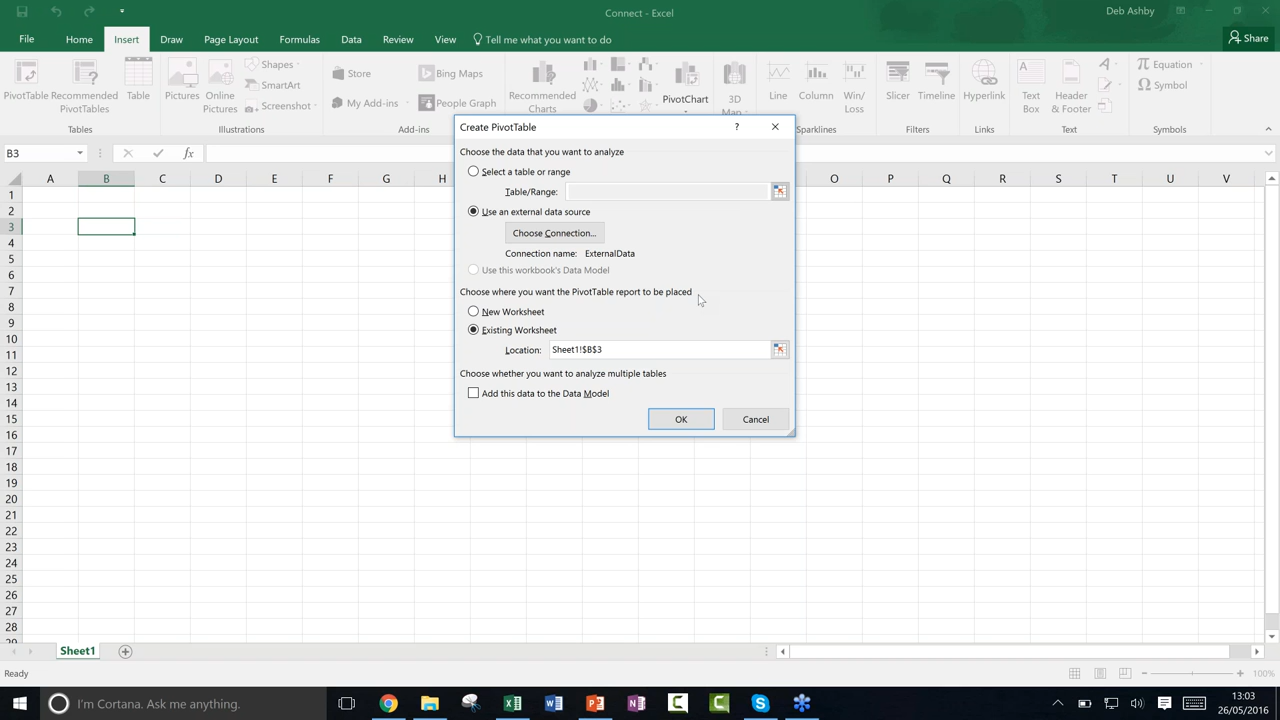 Connect - Excel
Deb Ashby
File Home Insert Draw Page Layout Formulas Data Review View Tell me what you want to do Share
PivotTable
Recommended
PivotTables
Table
Pictures
Online
Pictures
Shapes
SmartArt
Screenshot
Store
My Add-ins
Bing Maps
People Graph
Recommended
Charts
PivotChart
3D
Map
Line
Column
Win/
Loss
Slicer
Timeline
Hyperlink
Text
Box
Header
& Footer
Equation
Symbol
Tables Illustrations Add-ins Sparklines Filters Links Text Symbols
B3
fx
A B C D E F G H O P Q R S T U V
1
2
3
4
5
6
7
8
9
10
11
12
13
14
15
16
17
18
19
20
21
22
23
24
25
26
27
28
29
Create PivotTable
?
Choose the data that you want to analyze
Select a table or range
Table/Range:
Use an external data source
Choose Connection...
Connection name: ExternalData
Use this workbook's Data Model
Choose where you want the PivotTable report to be placed
New Worksheet
Existing Worksheet
Location: Sheet1!$B$3
Choose whether you want to analyze multiple tables
Add this data to the Data Model
OK Cancel
Sheet1
Ready
100%
I'm Cortana. Ask me anything.
13:03
26/05/2016